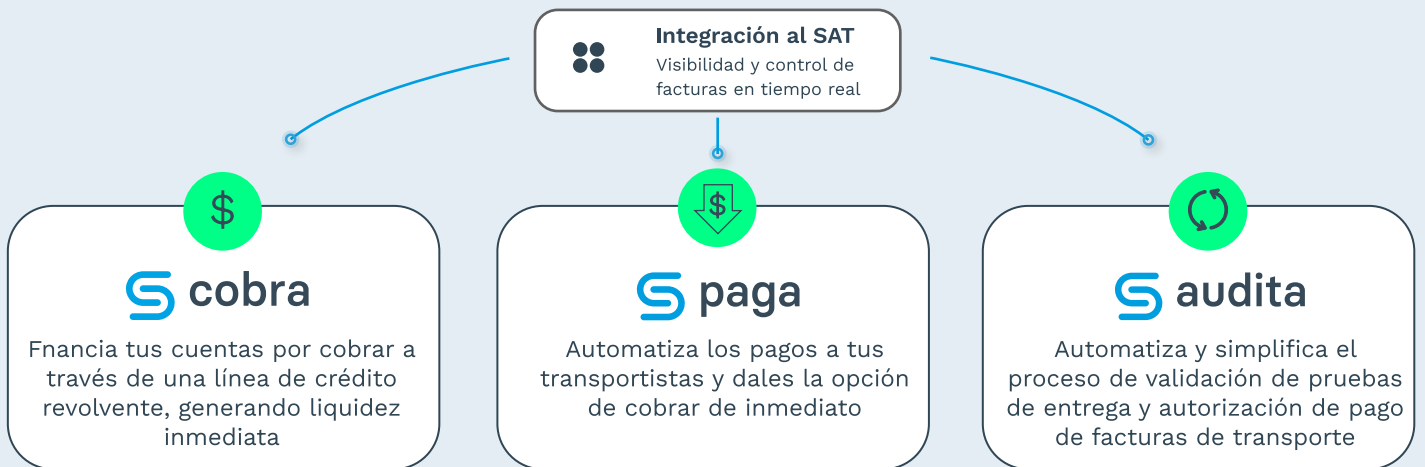 Integración al SAT
Visibilidad y control de
facturas en tiempo real
$
cobra
Fnancia tus cuentas por cobrar a
través de una línea de crédito
revolvente, generando liquidez
inmediata
$
paga
Automatiza los pagos a tus
transportistas y dales la opción
de cobrar de inmediato
audita
Automatiza y simplifica el
proceso de validación de pruebas
de entrega y autorización de pago
de facturas de transporte